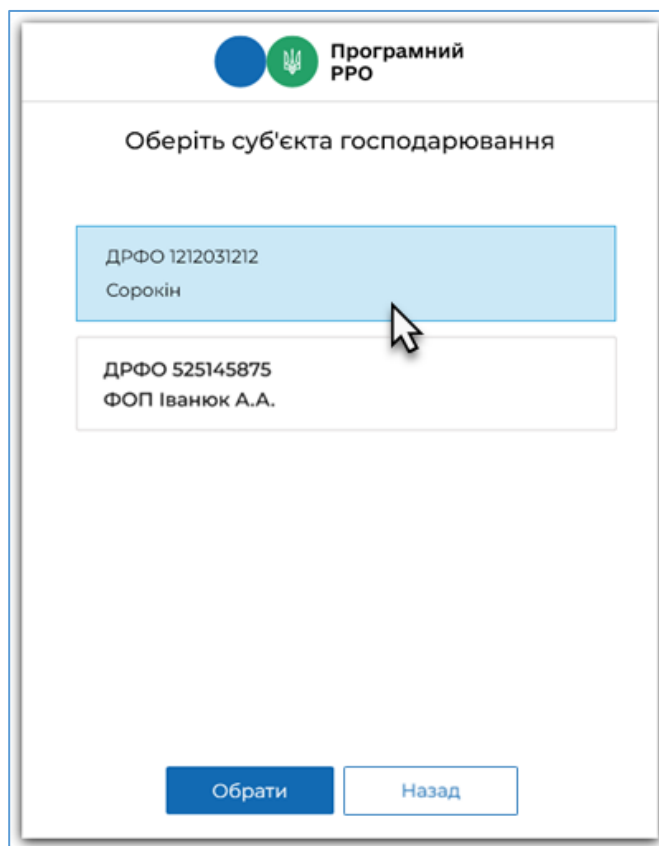 Програмний
РРО
Оберіть суб'єкта господарювання
ДРФО 1212031212
Сорокін
ДРФО 525145875
ФОП Іванюк А.А.
Обрати
Назад